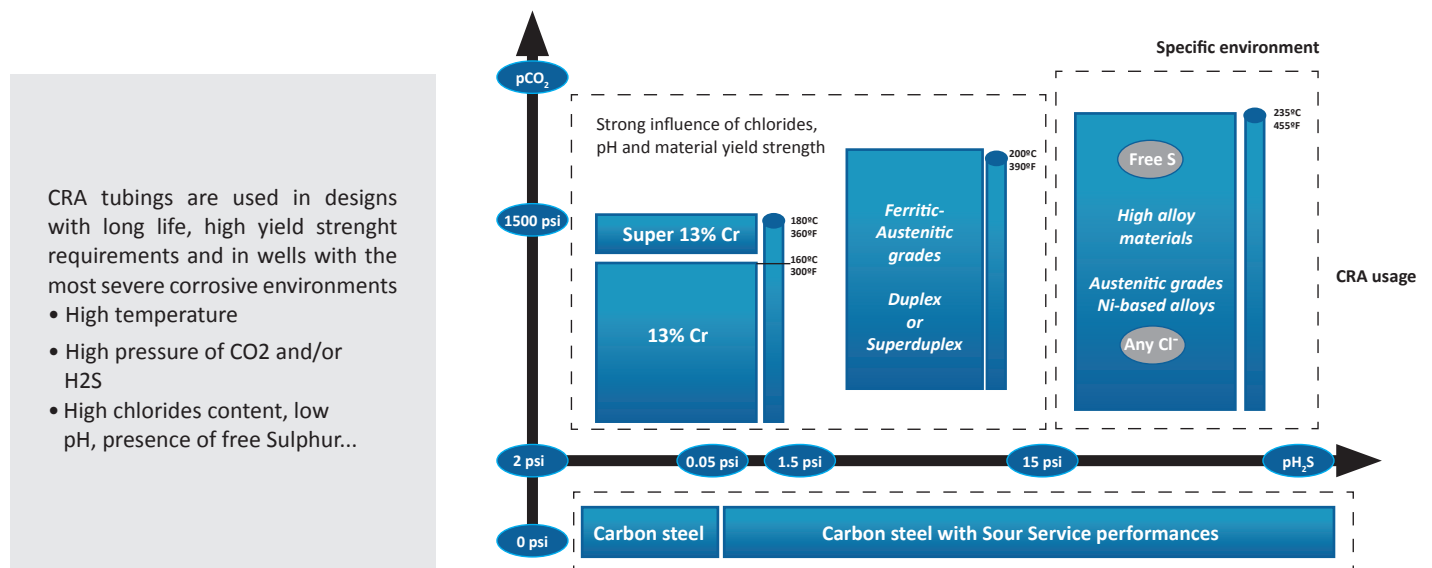 CRA tubings are used in designs
with long life, high yield strenght
requirements and in wells with the
most severe corrosive environments
• High temperature
• High pressure of CO2 and/or
H2S
• High chlorides content, low
pH, presence of free Sulphur...
Specific environment
pCO₂
Strong influence of chlorides,
pH and material yield strength
235ºC
455ºF
200ºC
390ºF
Free S
1500 psi
Super 13% Cr
180ºC
360ºF
160ºC
300ºF
13% Cr
Ferritic-
Austenitic
grades
Duplex
or
Superduplex
High alloy
materials
Austenitic grades
Ni-based alloys
Any Cl⁻
CRA usage
2 psi
0.05 psi
1.5 psi
15 psi
pH₂S
0 psi
Carbon steel
Carbon steel with Sour Service performances